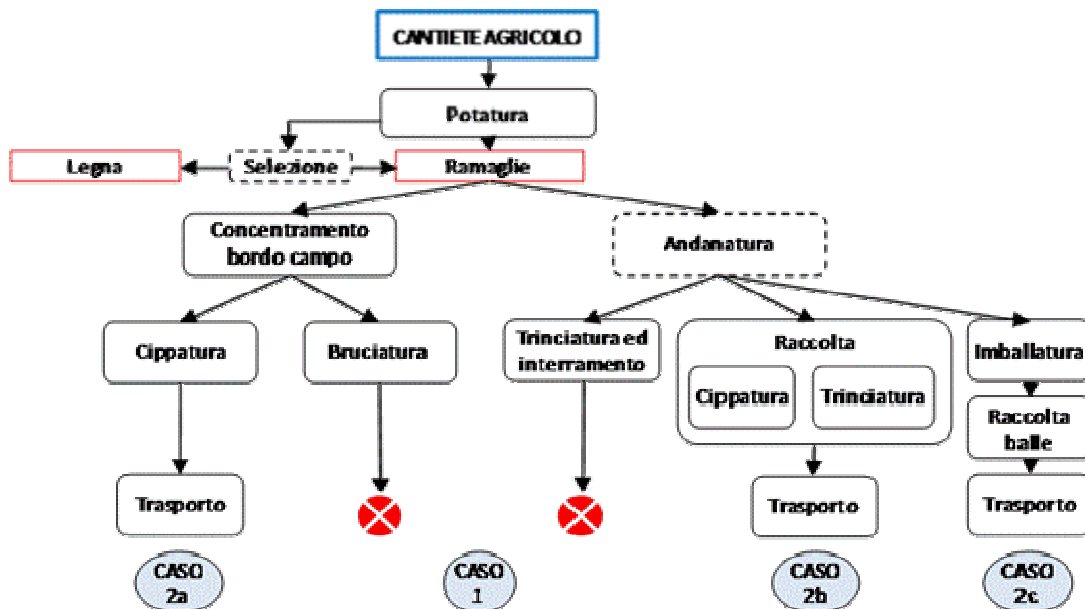 CANTIETE AGRICOLO
Potatura
Legna
Selezione
Ramaglie
Concentramento
bordo campo
Andanatura
Cippatura
Bruciatura
Trinciatura ed
interramento
Raccolta
Cippatura
Trinciatura
Imballatura
Raccolta
balle
Trasporto
Trasporto
Trasporto
CASO
2a
CASO
1
CASO
2b
CASO
2c